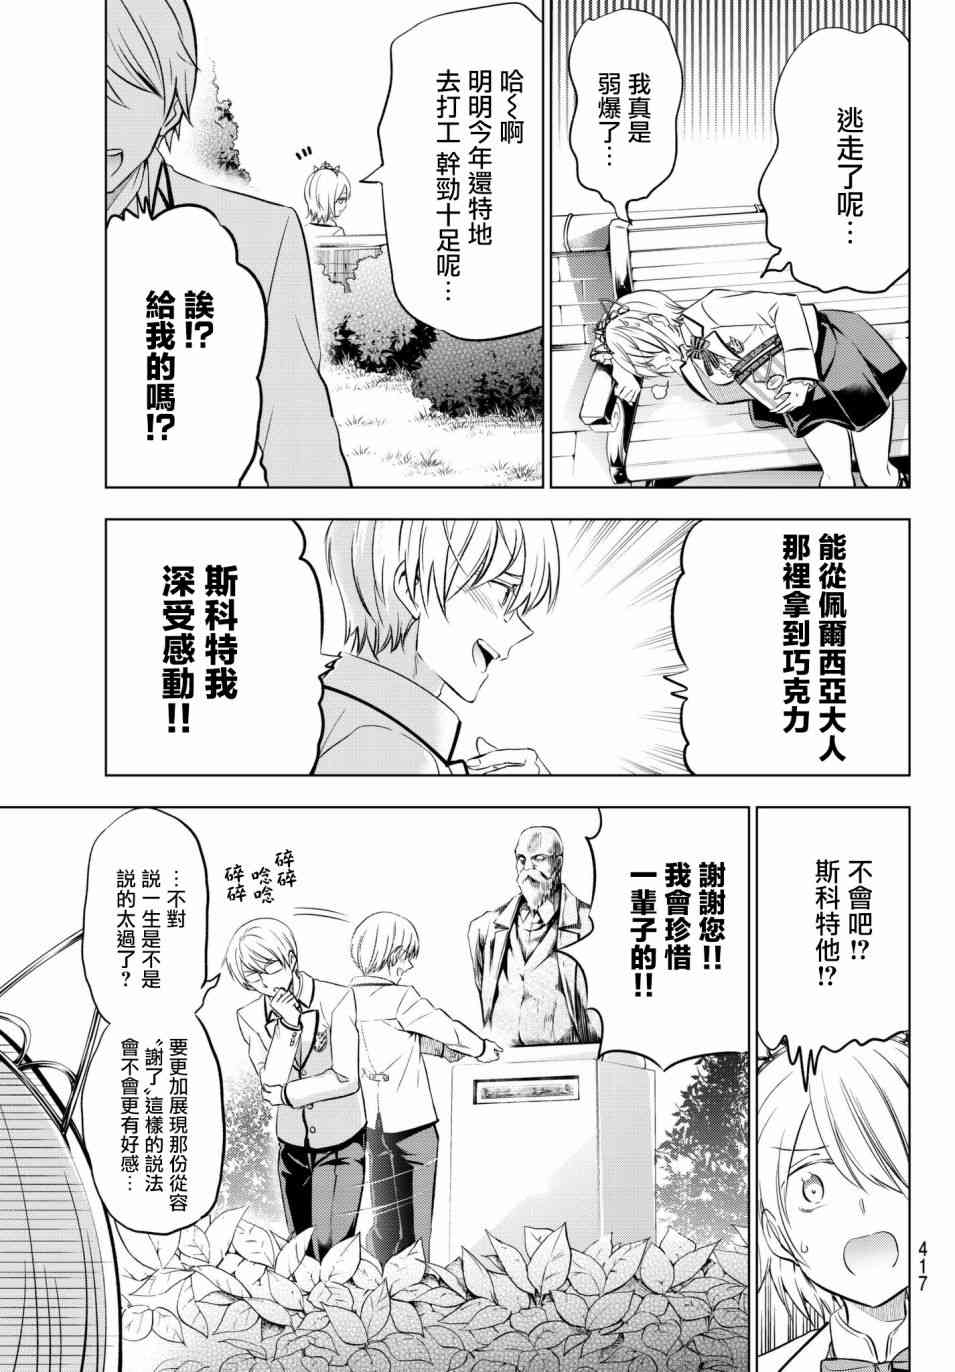 逃走了呢…
我真是
弱爆了…
哈~啊
明明今年還特地
去打工 幹勁十足呢…
誒!?
給我的嗎!?
能從佩爾西亞大人
那裡拿到巧克力
斯科特我
深受感動!!
不會吧!?
斯科特他!?
謝謝您!!
我會珍惜
一輩子的!!
碎碎
唸唸
碎碎
…不對
說一生是不是
說的太過了?
要更加展現那份從容
〝謝了〞這樣的說法
會不會更有好感…
417